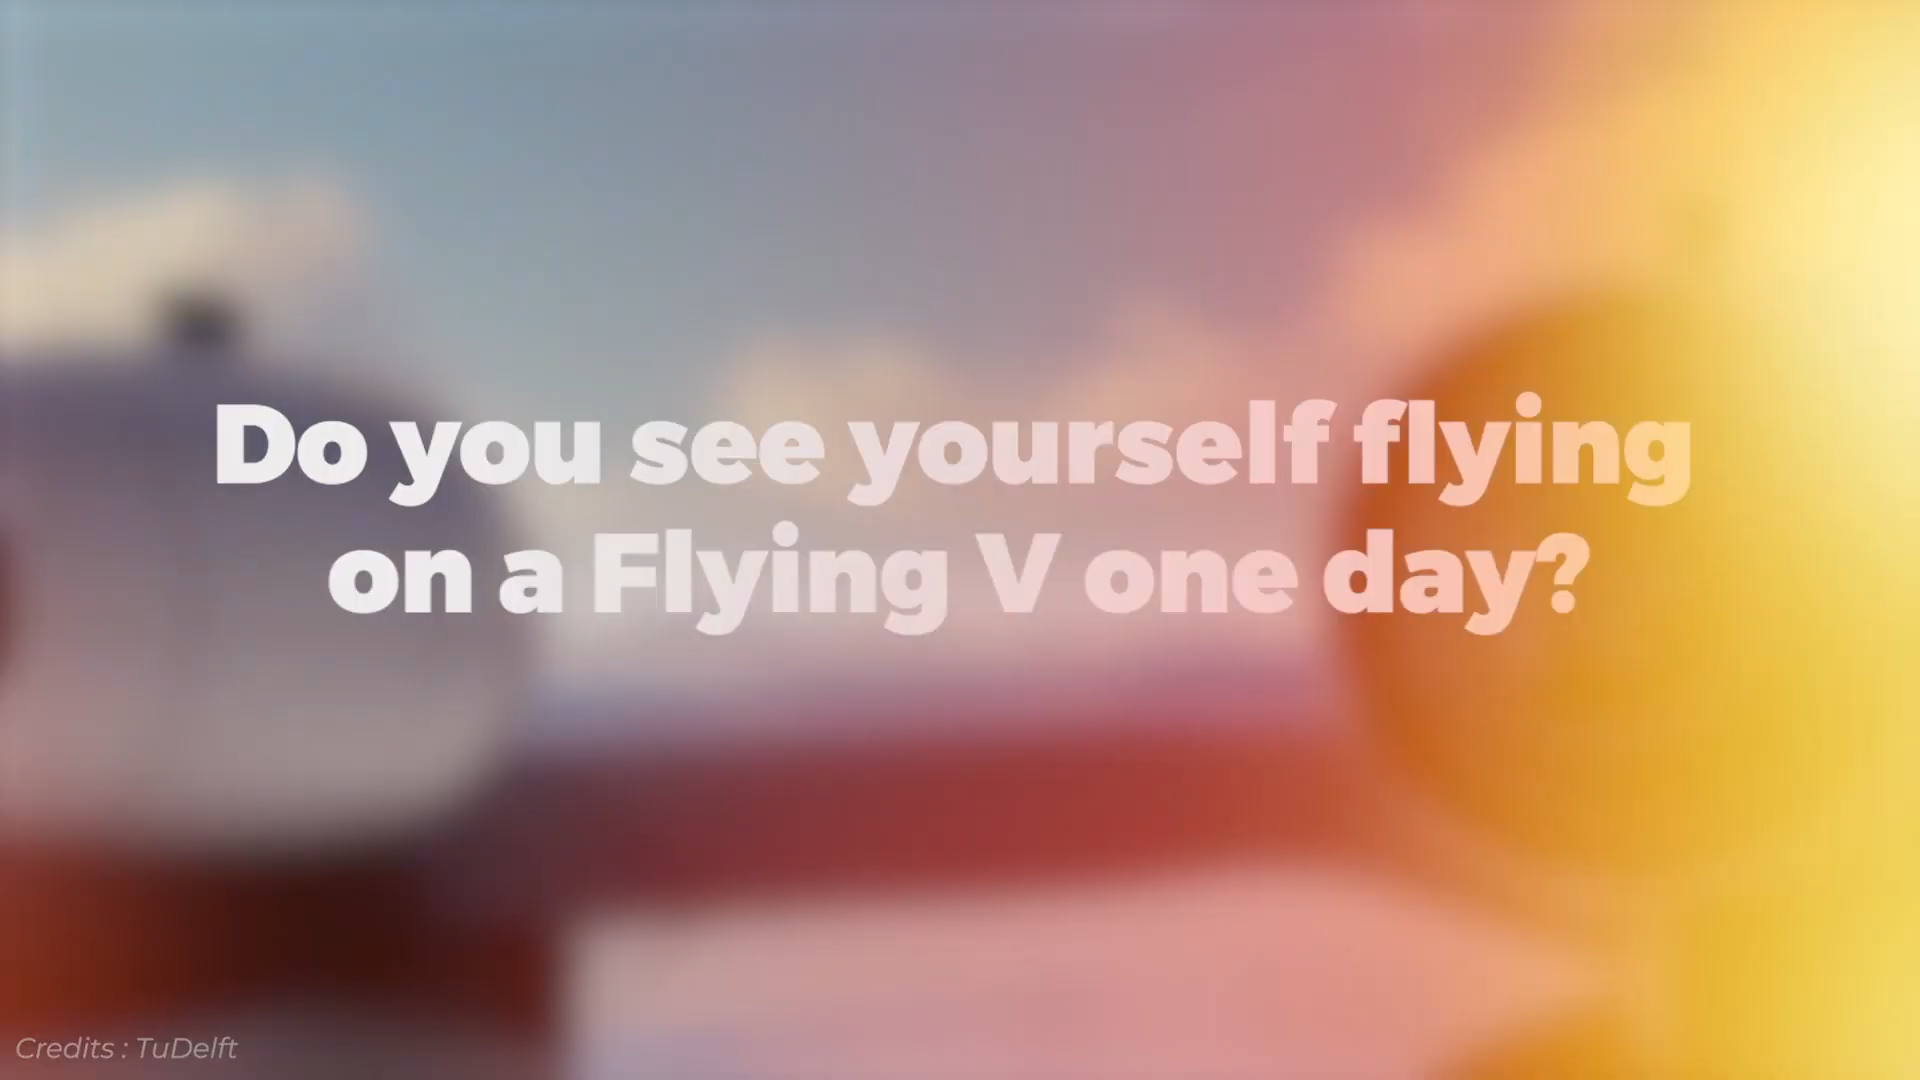 Do you see yourself flying
on a Flying V one day?
Credits : TuDelft